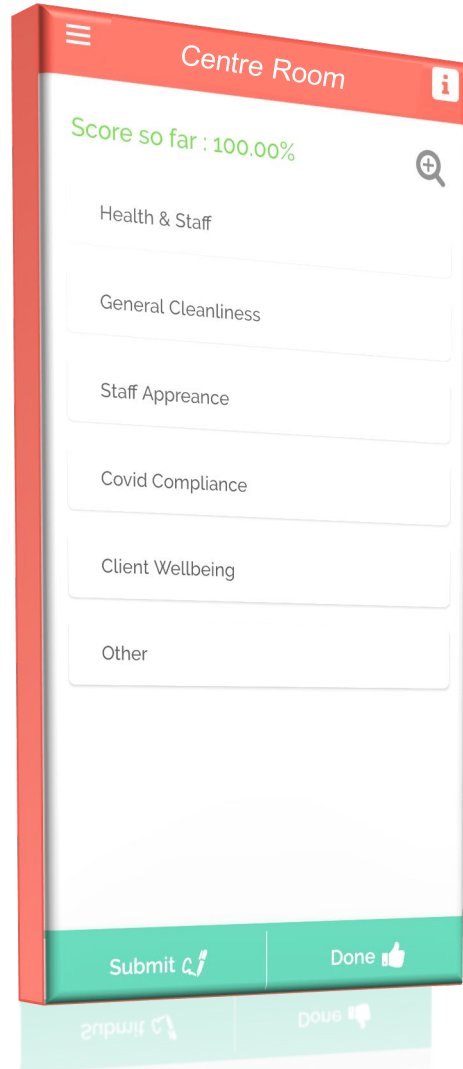 Centre Room
Score so far : 100.00%
Health & Staff
General Cleanliness
Staff Appreance
Covid Compliance
Client Wellbeing
Other
Submit
Done